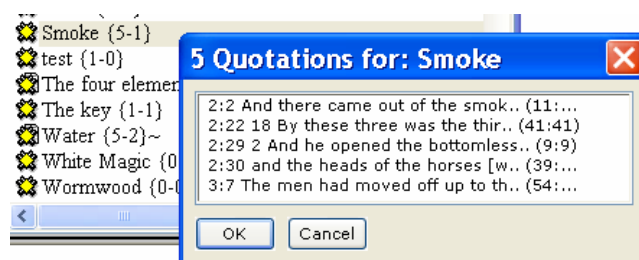 Smoke {5-1}
test {1-0}
The four elemen
The key {1-1}
Water {5-2}~
White Magic {0
Wormwood {0-0
5 Quotations for: Smoke
2:2 And there came out of the smok.. (11:...
2:22 18 By these three was the thir.. (41:41)
2:29 2 And he opened the bottomless.. (9:9)
2:30 and the heads of the horses [w.. (39:...
3:7 The men had moved off up to th.. (54:...
OK
Cancel